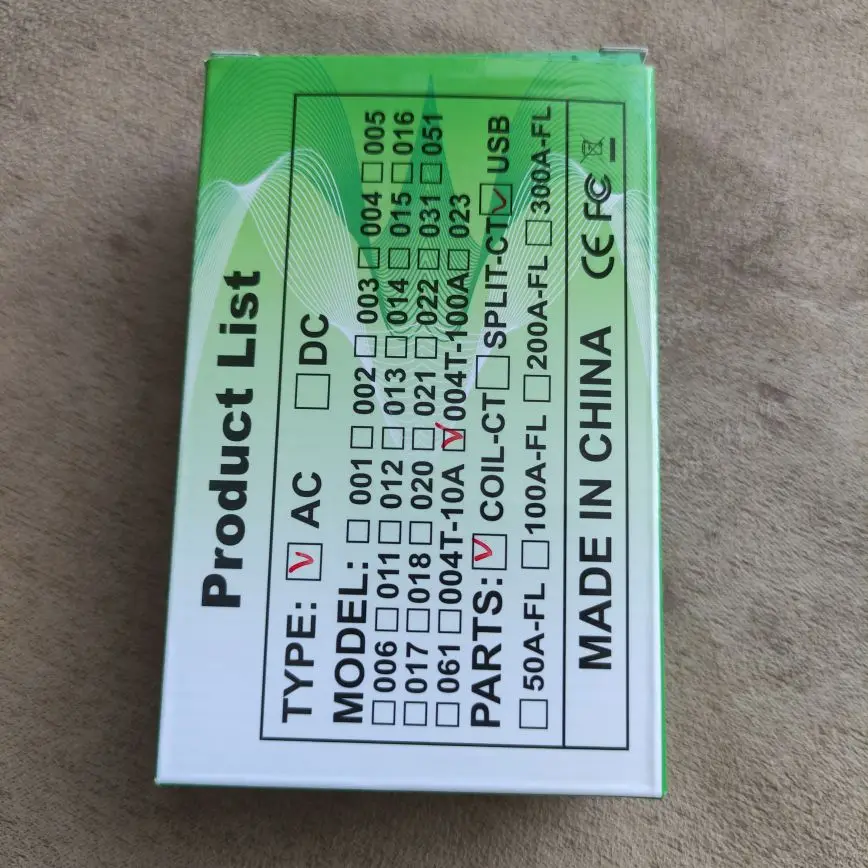 Product List
TYPE: ☑ AC ☐ DC
MODEL: ☐ 001 ☐ 002 ☐ 003 ☐ 004 ☐ 005
☐ 006 ☐ 011 ☐ 012 ☐ 013 ☐ 014 ☐ 015 ☐ 016
☐ 017 ☐ 018 ☐ 020 ☐ 021 ☐ 022 ☐ 031 ☐ 051
☐ 061 ☐ 004T-10A ☑ 004T-100A ☐ 023
PARTS: ☑ COIL-CT ☐ SPLIT-CT ☑ USB
☐ 50A-FL ☐ 100A-FL ☐ 200A-FL ☐ 300A-FL
MADE IN CHINA CE FC